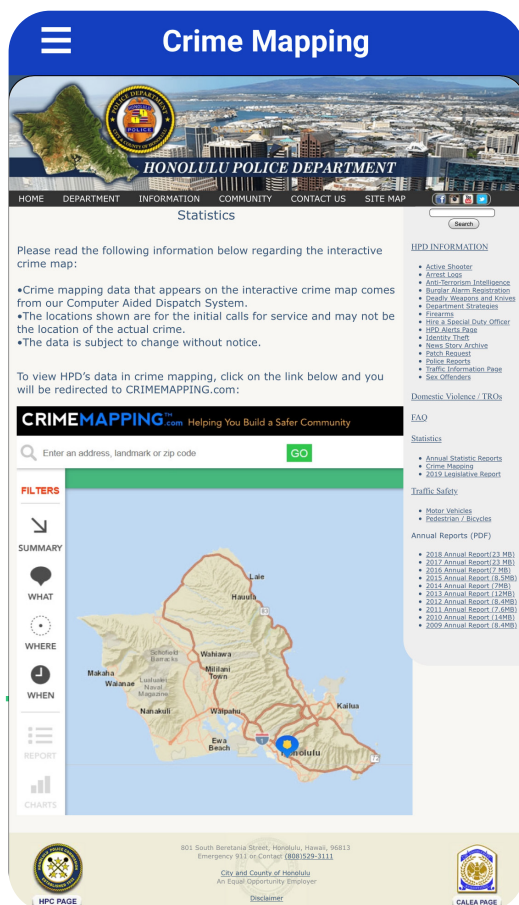 Crime Mapping
HONOLULU POLICE DEPARTMENT
HOME DEPARTMENT INFORMATION COMMUNITY CONTACT US SITE MAP
Statistics
Please read the following information below regarding the interactive
crime map:
•Crime mapping data that appears on the interactive crime map comes
from our Computer Aided Dispatch System.
•The locations shown are for the initial calls for service and may not be
the location of the actual crime.
•The data is subject to change without notice.
To view HPD's data in crime mapping, click on the link below and you
will be redirected to CRIMEMAPPING.com:
CRIMEMAPPING™.com Helping You Build a Safer Community
Enter an address, landmark or zip code
GO
FILTERS
SUMMARY
WHAT
WHERE
WHEN
REPORT
CHARTS
Laie
Hauula
83
Schofield
Barracks
Wahiawa
Makaha
Waianae
Lualualei
Naval
Magazine
Mililani
Town
Nanakuli
Waipahu
Kailua
Ewa
Beach
1
Honolulu
72
Search
HPD INFORMATION
• Active Shooter
• Arrest Logs
• Anti-Terrorism Intelligence
• Burglar Alarm Registration
• Deadly Weapons and Knives
• Department Strategies
• Firearms
• Hire a Special Duty Officer
• HPD Alerts Page
• Identity Theft
• News Story Archive
• Patch Request
• Police Reports
• Traffic Information Page
• Sex Offenders
Domestic Violence / TROs
FAQ
Statistics
• Annual Statistic Reports
• Crime Mapping
• 2019 Legislative Report
Traffic Safety
• Motor Vehicles
• Pedestrian / Bicycles
Annual Reports (PDF)
• 2018 Annual Report(23 MB)
• 2017 Annual Report(23 MB)
• 2016 Annual Report(7 MB)
• 2015 Annual Report (8.5MB)
• 2014 Annual Report (7MB)
• 2013 Annual Report (12MB)
• 2012 Annual Report (8.4MB)
• 2011 Annual Report (7.6MB)
• 2010 Annual Report (14MB)
• 2009 Annual Report (8.4MB)
801 South Beretania Street, Honolulu, Hawaii, 96813
Emergency 911 or Contact (808)529-3111
City and County of Honolulu
An Equal Opportunity Employer
Disclaimer
HPC PAGE
CALEA PAGE